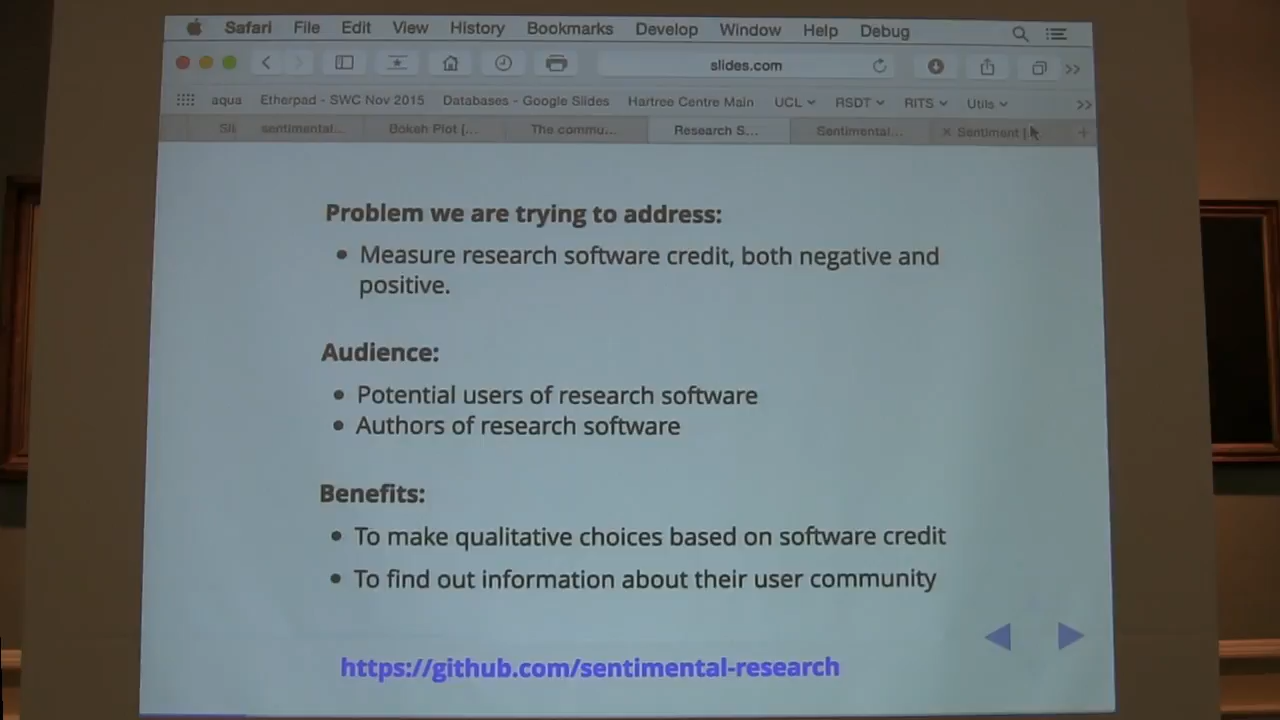 Safari File Edit View History Bookmarks Develop Window Help Debug
slides.com
aqua Etherpad - SWC Nov 2015 Databases - Google Slides Hartree Centre Main UCL RSDT RITS Utils
Sli sentimental... Bokeh Plot [... The commu... Research S... Sentimental... Sentiment |
Problem we are trying to address:
• Measure research software credit, both negative and
positive.
Audience:
• Potential users of research software
• Authors of research software
Benefits:
• To make qualitative choices based on software credit
• To find out information about their user community
https://github.com/sentimental-research